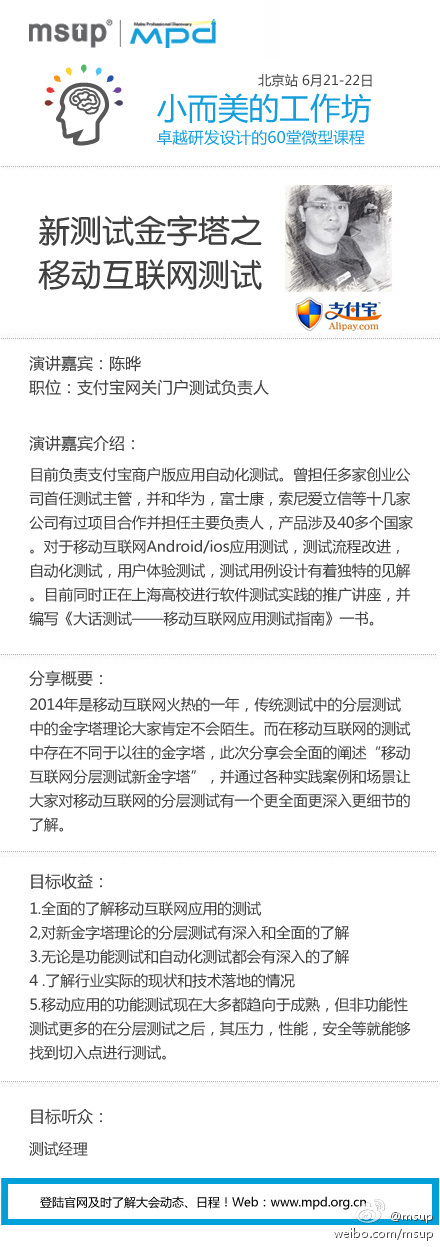 msup®
Make Professional Discovery
mpd
北京站 6月21-22日
小而美的工作坊
卓越研发设计的60堂微型课程
新测试金字塔之
移动互联网测试
支付宝™
Alipay.com
演讲嘉宾：陈晔
职位：支付宝网关门户测试负责人
演讲嘉宾介绍：
目前负责支付宝商户版应用自动化测试。曾担任多家创业公
司首任测试主管，并和华为，富士康，索尼爱立信等十几家
公司有过项目合作并担任主要负责人，产品涉及40多个国家
。对于移动互联网Android/ios应用测试，测试流程改进，
自动化测试，用户体验测试，测试用例设计有着独特的见解
。目前同时正在上海高校进行软件测试实践的推广讲座，并
编写《大话测试——移动互联网应用测试指南》一书。
分享概要：
2014年是移动互联网火热的一年，传统测试中的分层测试
中的金字塔理论大家肯定不会陌生。而在移动互联网的测试
中存在不同于以往的金字塔，此次分享会全面的阐述“移动
互联网分层测试新金字塔”，并通过各种实践案例和场景让
大家对移动互联网的分层测试有一个更全面更深入更细节的
了解。
目标收益：
1.全面的了解移动互联网应用的测试
2,对新金字塔理论的分层测试有深入和全面的了解
3.无论是功能测试和自动化测试都会有深入的了解
4 .了解行业实际的现状和技术落地的情况
5.移动应用的功能测试现在大多都趋向于成熟，但非功能性
测试更多的在分层测试之后，其压力，性能，安全等就能够
找到切入点进行测试。
目标听众：
测试经理
登陆官网及时了解大会动态、日程！Web：www.mpd.org.cn
@msup
weibo.com/msup